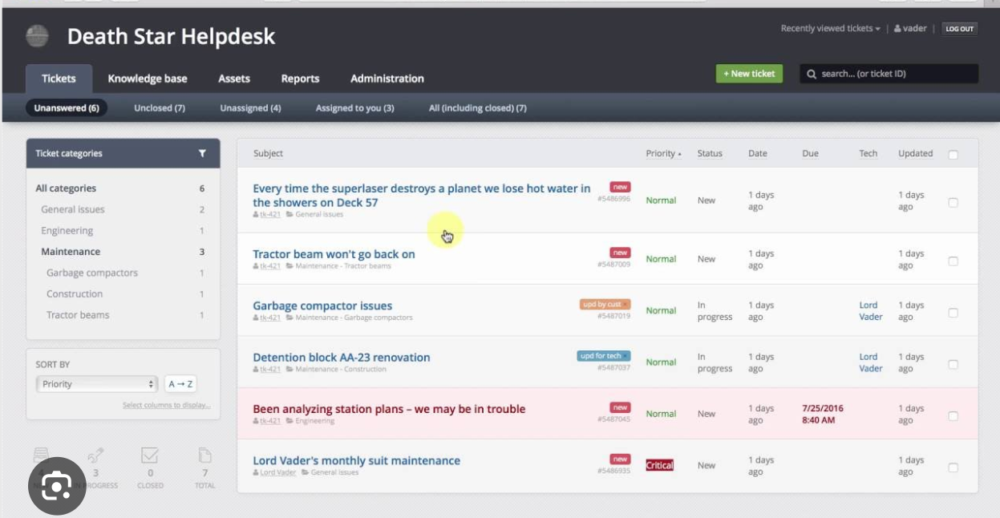 Death Star Helpdesk
Recently viewed tickets | vader | LOG OUT
Tickets Knowledge base Assets Reports Administration
+ New ticket
search... (or ticket ID)
Unanswered (6) Unclosed (7) Unassigned (4) Assigned to you (3) All (including closed) (7)
Ticket categories
All categories 6
General issues 2
Engineering 1
Maintenance 3
Garbage compactors 1
Construction 1
Tractor beams 1
SORT BY
Priority A→Z
Select columns to display...
3 0 7
CLOSED TOTAL
Subject Priority Status Date Due Tech Updated
Every time the superlaser destroys a planet we lose hot water in new
the showers on Deck 57 #5486996 Normal New 1 days ago 1 days ago
tk-421 General issues
Tractor beam won't go back on new
tk-421 Maintenance - Tractor beams #5487009 Normal New 1 days ago 1 days ago
Garbage compactor issues upd by cust
tk-421 Maintenance - Garbage compactors #5487019 Normal In progress 1 days ago Lord Vader 1 days ago
Detention block AA-23 renovation upd for tech
tk-421 Maintenance - Construction #5487037 Normal In progress 1 days ago Lord Vader 1 days ago
Been analyzing station plans – we may be in trouble new
tk-421 Engineering #5487045 Normal New 1 days ago 7/25/2016 8:40 AM 1 days ago
Lord Vader's monthly suit maintenance new
Lord Vader General issues #5486935 Critical New 1 days ago 1 days ago